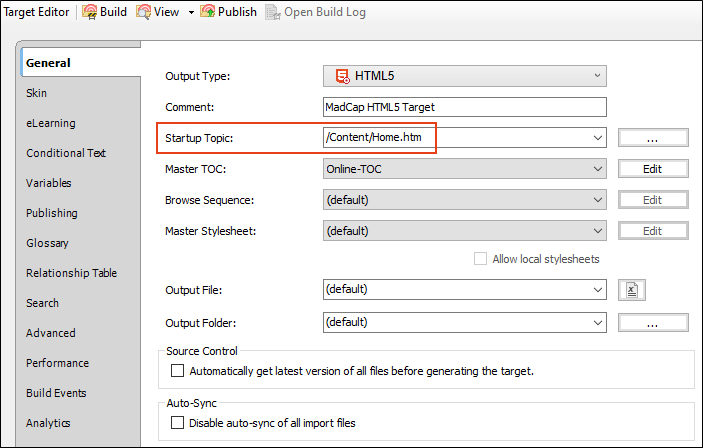 Target Editor Build View Publish Open Build Log
General
Skin
eLearning
Conditional Text
Variables
Publishing
Glossary
Relationship Table
Search
Advanced
Performance
Build Events
Analytics
Output Type: HTML5
Comment: MadCap HTML5 Target
Startup Topic: /Content/Home.htm ...
Master TOC: Online-TOC Edit
Browse Sequence: (default) Edit
Master Stylesheet: (default) Edit
Allow local stylesheets
Output File: (default)
Output Folder: (default) ...
Source Control
Automatically get latest version of all files before generating the target.
Auto-Sync
Disable auto-sync of all import files